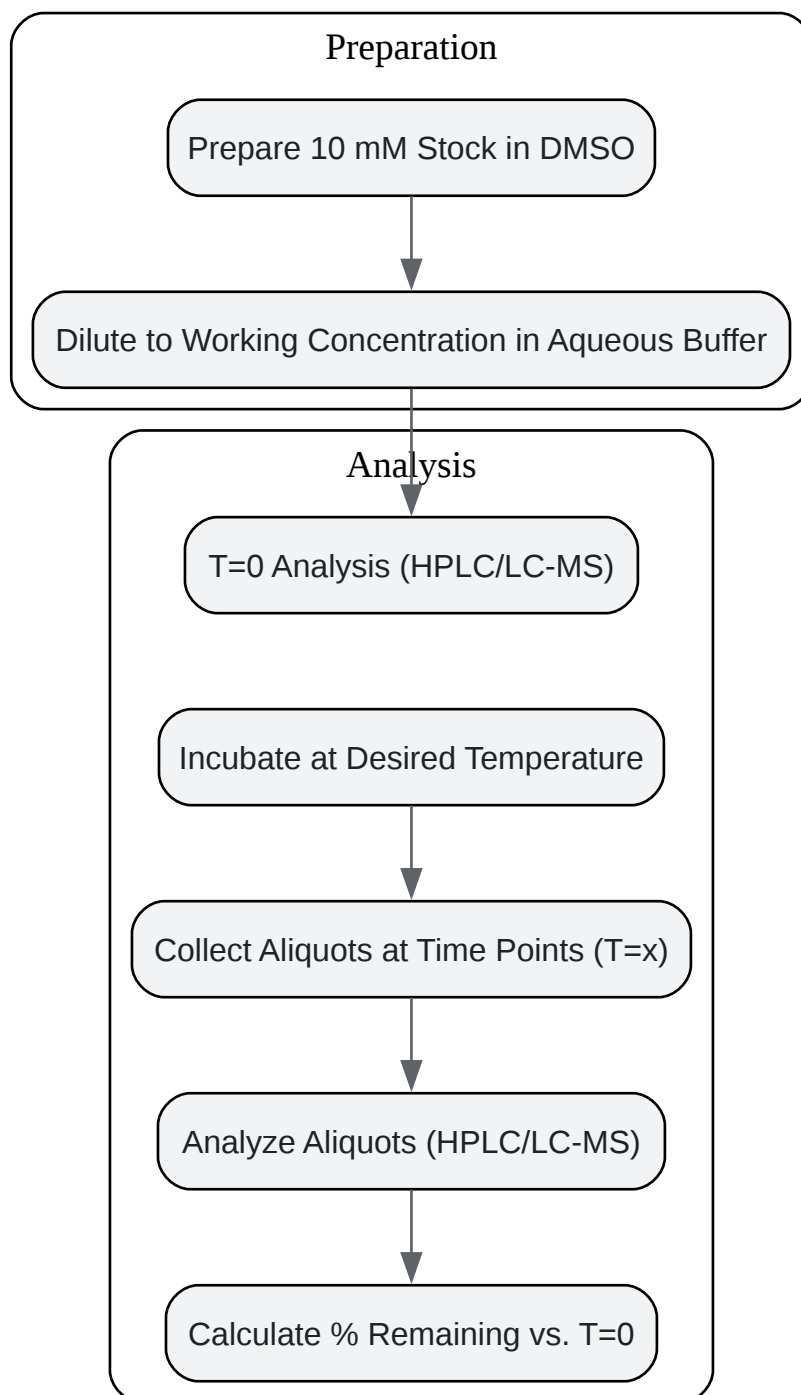 Preparation
Prepare 10 mM Stock in DMSO
Dilute to Working Concentration in Aqueous Buffer
Analysis
T=0 Analysis (HPLC/LC-MS)
Incubate at Desired Temperature
Collect Aliquots at Time Points (T=x)
Analyze Aliquots (HPLC/LC-MS)
Calculate % Remaining vs. T=0